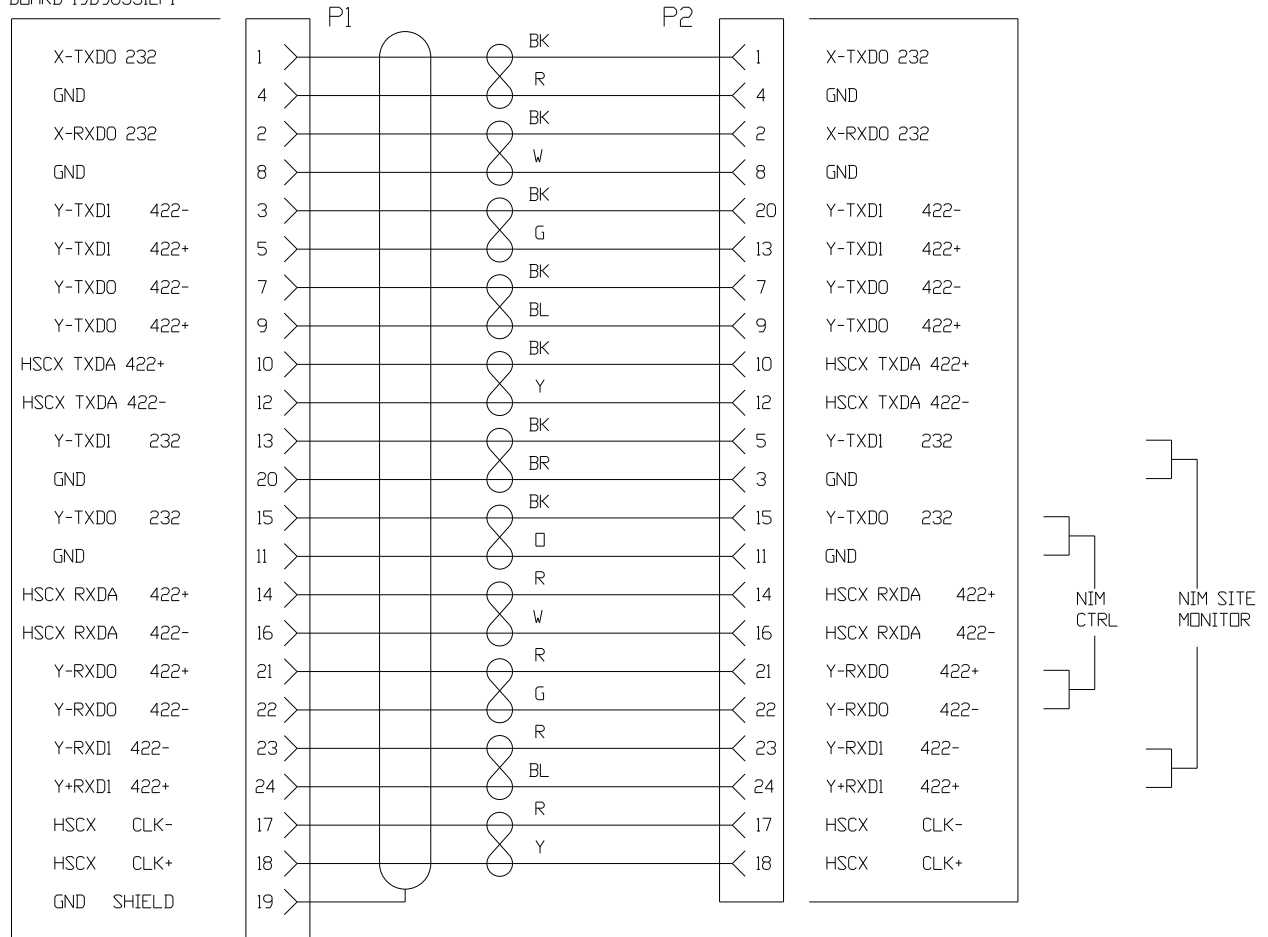 P1 P2
BK
X-TXD0 232 1 1 X-TXD0 232
R
GND 4 4 GND
BK
X-RXD0 232 2 2 X-RXD0 232
W
GND 8 8 GND
BK
Y-TXD1 422- 3 20 Y-TXD1 422-
G
Y-TXD1 422+ 5 13 Y-TXD1 422+
BK
Y-TXD0 422- 7 7 Y-TXD0 422-
BL
Y-TXD0 422+ 9 9 Y-TXD0 422+
BK
HSCX TXDA 422+ 10 10 HSCX TXDA 422+
Y
HSCX TXDA 422- 12 12 HSCX TXDA 422-
BK
Y-TXD1 232 13 5 Y-TXD1 232
BR
GND 20 3 GND
BK
Y-TXD0 232 15 15 Y-TXD0 232
O
GND 11 11 GND
R
HSCX RXDA 422+ 14 14 HSCX RXDA 422+ NIM NIM SITE
W
CTRL MONITOR
HSCX RXDA 422- 16 16 HSCX RXDA 422-
R
Y-RXD0 422+ 21 21 Y-RXD0 422+
G
Y-RXD0 422- 22 22 Y-RXD0 422-
R
Y-RXD1 422- 23 23 Y-RXD1 422-
BL
Y+RXD1 422+ 24 24 Y+RXD1 422+
R
HSCX CLK- 17 17 HSCX CLK-
Y
HSCX CLK+ 18 18 HSCX CLK+
GND SHIELD 19